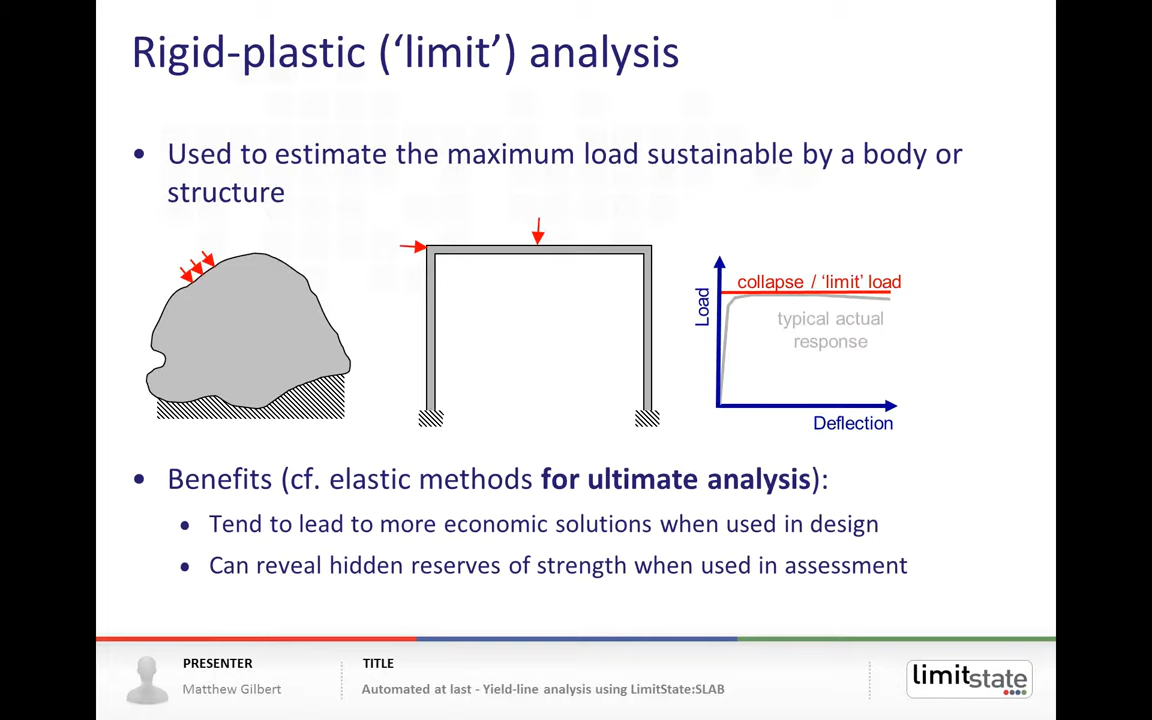 Rigid-plastic (‘limit’) analysis
• Used to estimate the maximum load sustainable by a body or
structure
Load
collapse / ‘limit’ load
typical actual
response
Deflection
• Benefits (cf. elastic methods for ultimate analysis):
• Tend to lead to more economic solutions when used in design
• Can reveal hidden reserves of strength when used in assessment
PRESENTER
Matthew Gilbert
TITLE
Automated at last - Yield-line analysis using LimitState:SLAB
limitstate